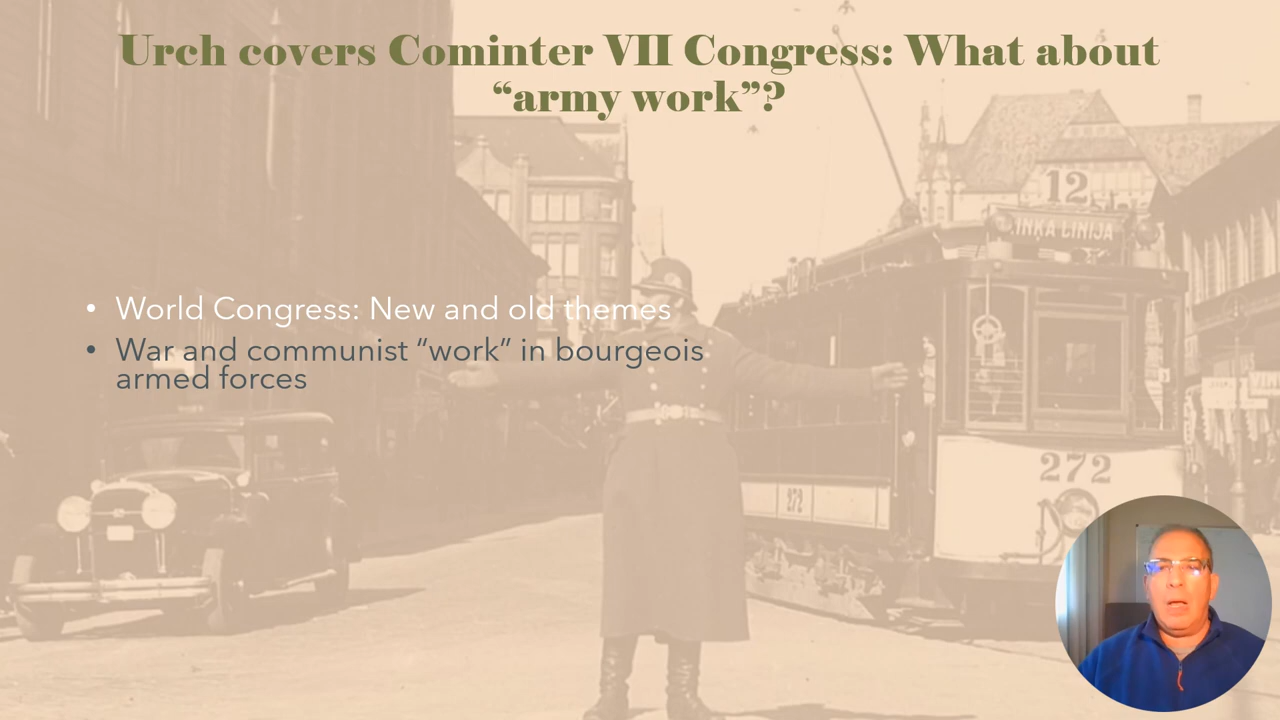 Urch covers Cominter VII Congress: What about
“army work”?
12
INKA LINIJA
• World Congress: New and old themes
• War and communist “work” in bourgeois
armed forces
272
272